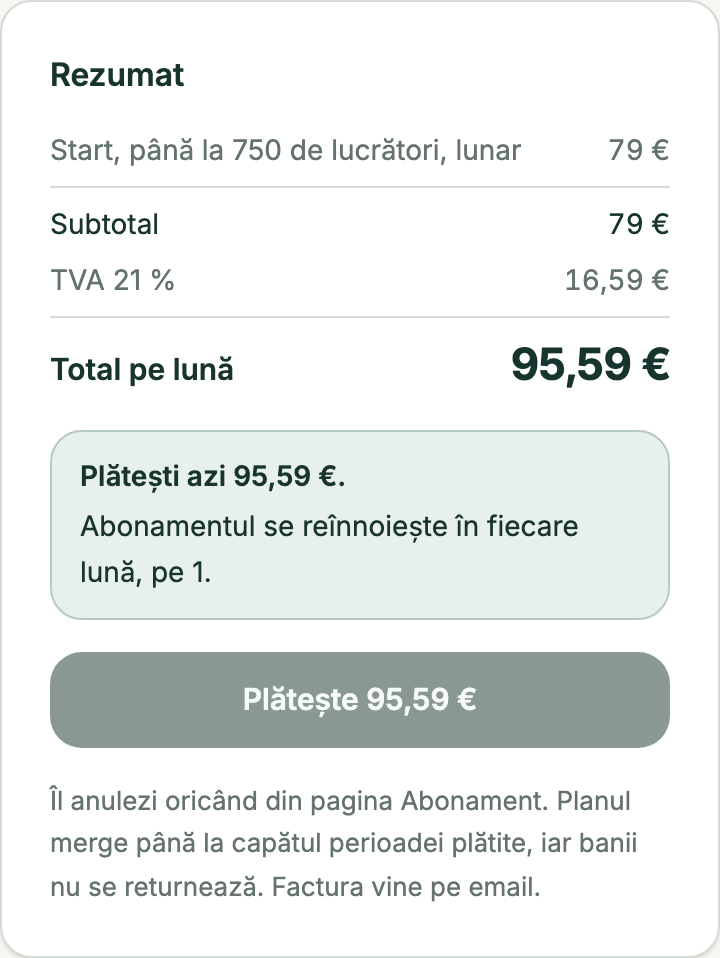 Rezumat
Start, până la 750 de lucrători, lunar 79 €
Subtotal 79 €
TVA 21 % 16,59 €
Total pe lună 95,59 €
Plătești azi 95,59 €.
Abonamentul se reînnoiește în fiecare
lună, pe 1.
Plătește 95,59 €
Îl anulezi oricând din pagina Abonament. Planul
merge până la capătul perioadei plătite, iar banii
nu se returnează. Factura vine pe email.